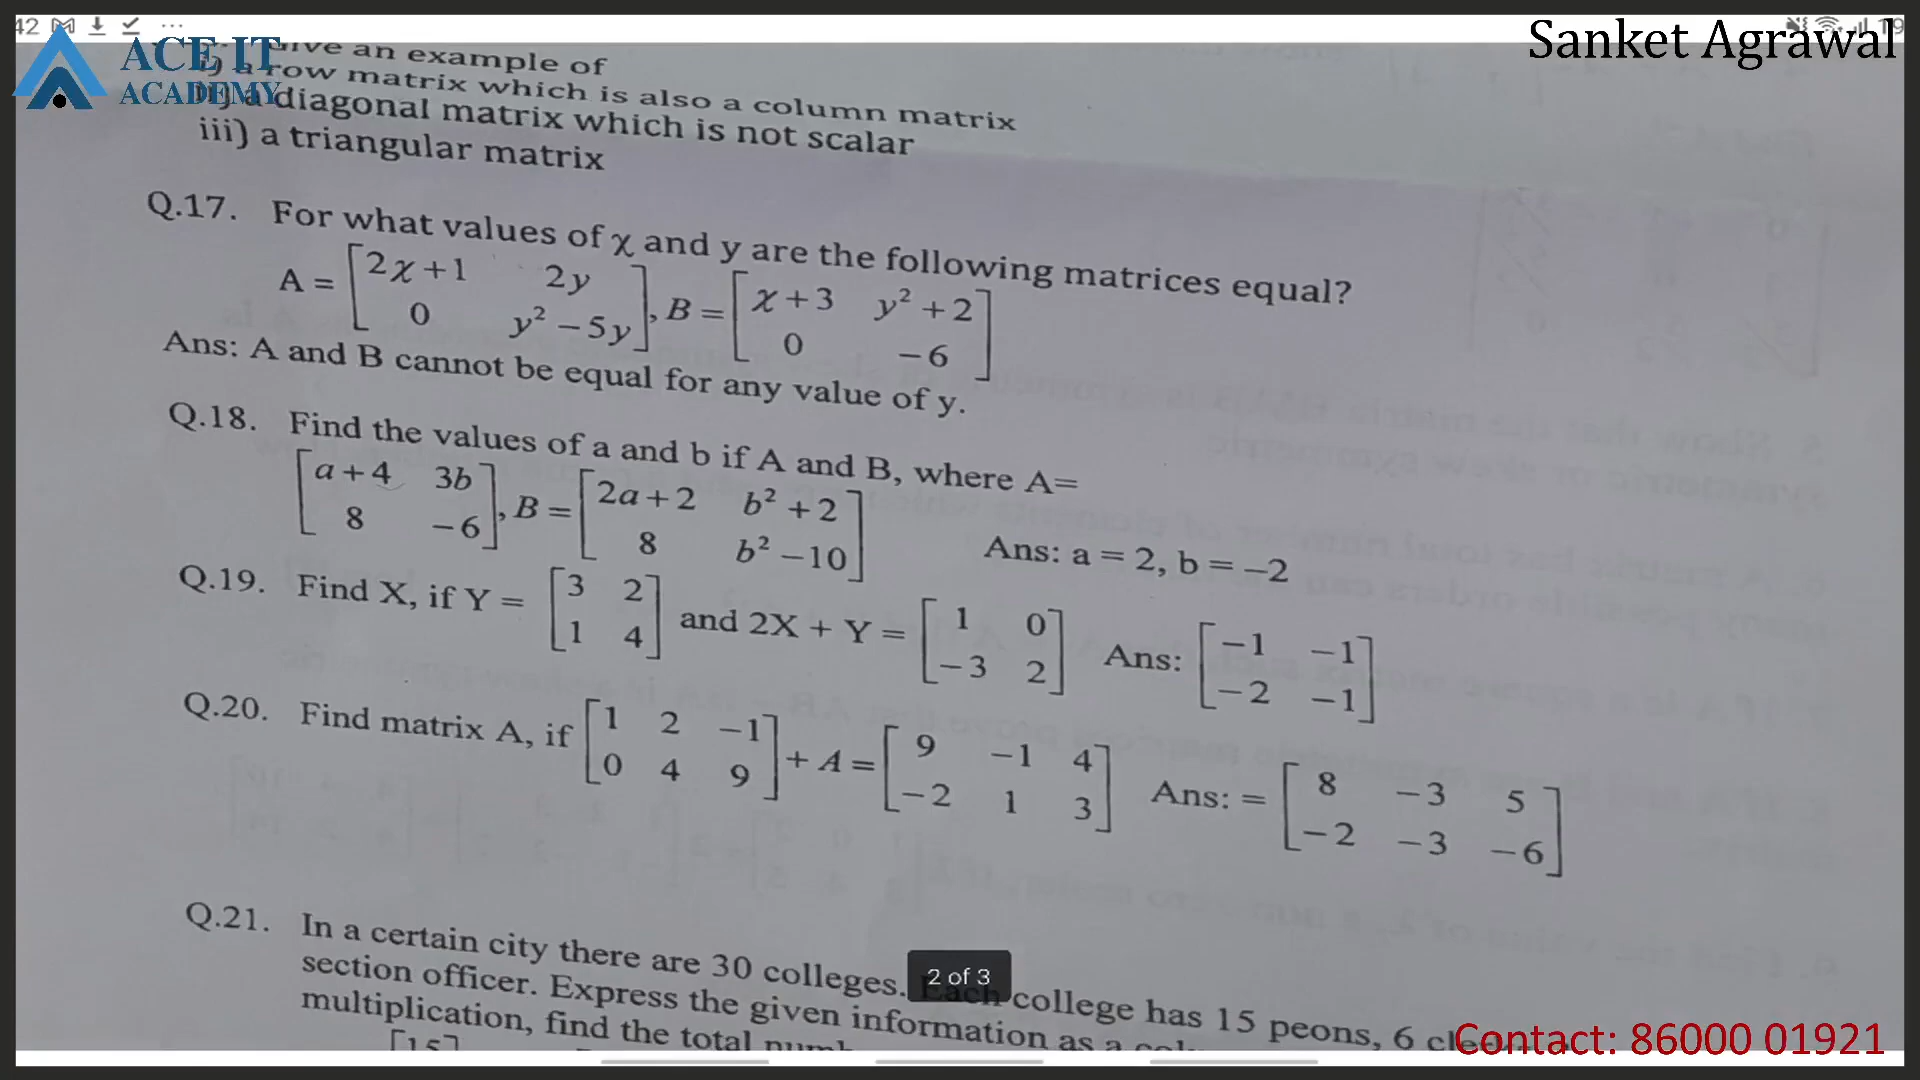 42
Sanket Agrawal
19
ACE IT
ACADEMY
an example of
i) a row matrix which is also a column matrix
a diagonal matrix which is not scalar
iii) a triangular matrix
Q.17. For what values of χ and y are the following matrices equal?
A = [2χ+1 2y; 0 y² −5y], B = [χ+3 y² +2; 0 −6]
Ans: A and B cannot be equal for any value of y.
Q.18. Find the values of a and b if A and B, where A=
[a+4 3b; 8 −6], B = [2a+2 b² +2; 8 b² −10] Ans: a = 2, b = −2
Q.19. Find X, if Y = [3 2; 1 4] and 2X + Y = [1 0; −3 2] Ans: [−1 −1; −2 −1]
Q.20. Find matrix A, if [1 2 −1; 0 4 9] + A = [9 −1 4; −2 1 3] Ans: = [8 −3 5; −2 −3 −6]
Q.21. In a certain city there are 30 colleges. Each college has 15 peons, 6
section officer. Express the given information as a
multiplication, find the total
2 of 3
Contact: 86000 01921